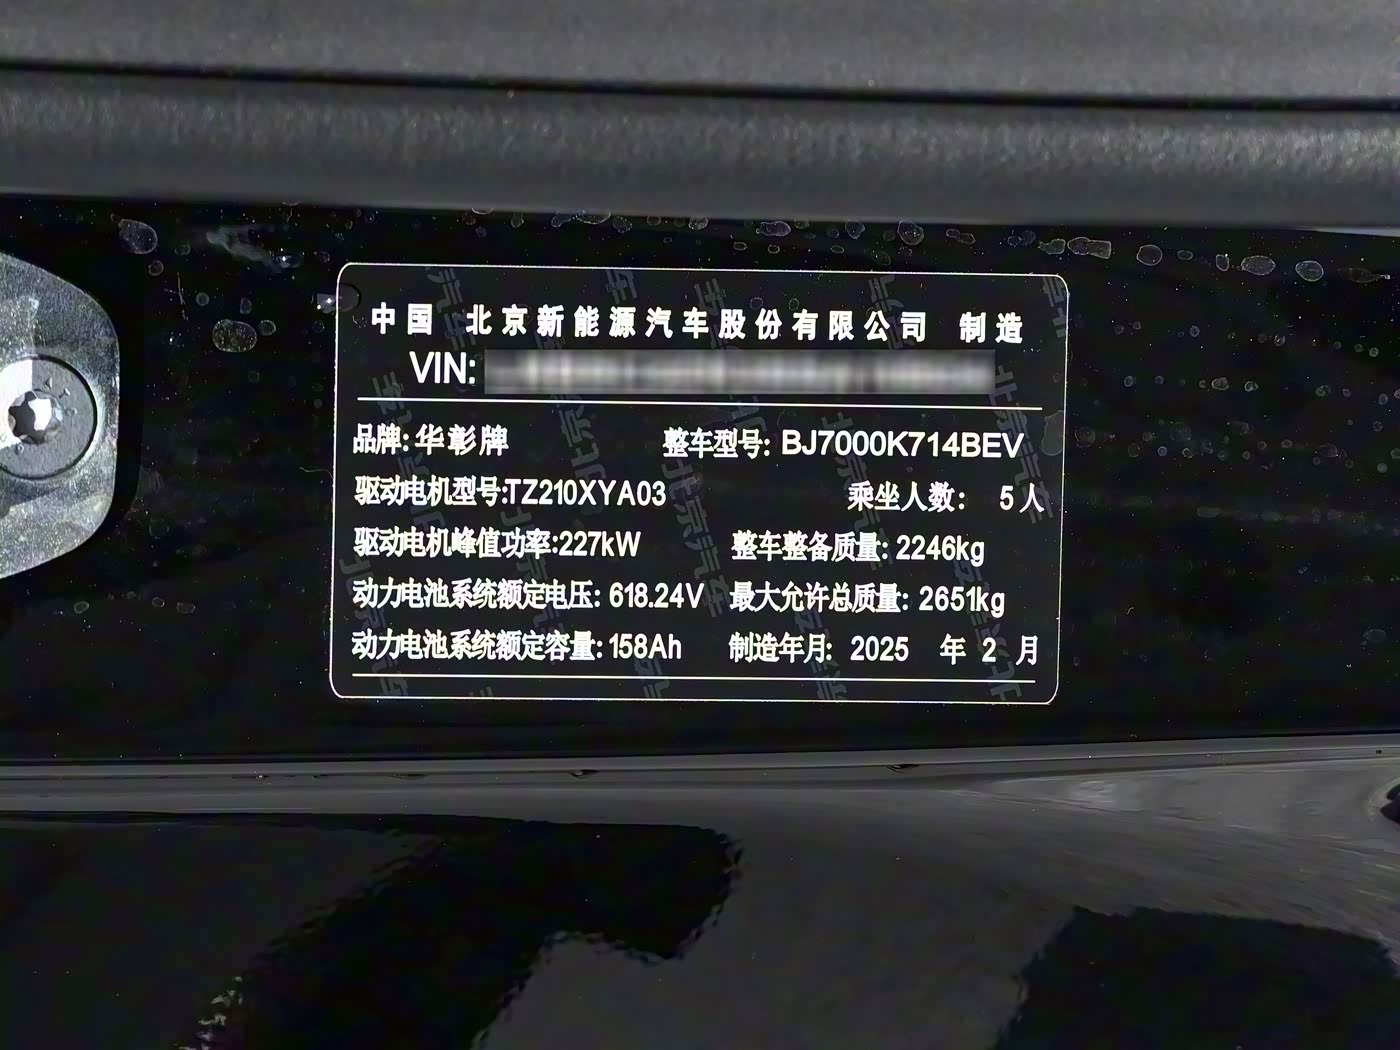 中国 北京新能源汽车股份有限公司 制造
VIN:
品牌: 华彰牌 整车型号: BJ7000K714BEV
驱动电机型号:TZ210XYA03 乘坐人数: 5人
驱动电机峰值功率:227kW 整车整备质量: 2246kg
动力电池系统额定电压: 618.24V 最大允许总质量: 2651kg
动力电池系统额定容量: 158Ah 制造年月: 2025 年 2 月